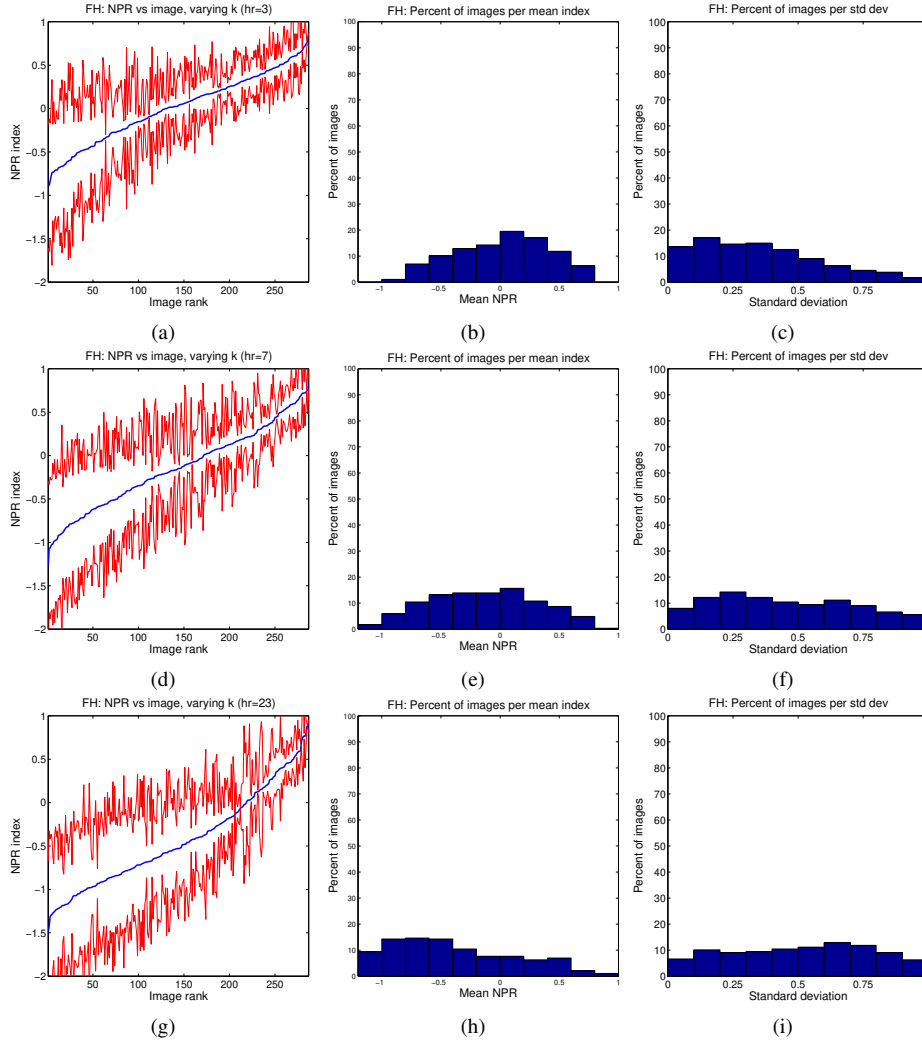 FH: NPR vs image, varying k (hr=3)
NPR index
1
0.5
0
−0.5
−1
−1.5
−2
50 100 150 200 250
Image rank
(a)
FH: Percent of images per mean index
Percent of images
100
90
80
70
60
50
40
30
20
10
0
−1 −0.5 0 0.5 1
Mean NPR
(b)
FH: Percent of images per std dev
Percent of images
100
90
80
70
60
50
40
30
20
10
0
0 0.25 0.5 0.75
Standard deviation
(c)
FH: NPR vs image, varying k (hr=7)
NPR index
1
0.5
0
−0.5
−1
−1.5
−2
50 100 150 200 250
Image rank
(d)
FH: Percent of images per mean index
Percent of images
100
90
80
70
60
50
40
30
20
10
0
−1 −0.5 0 0.5 1
Mean NPR
(e)
FH: Percent of images per std dev
Percent of images
100
90
80
70
60
50
40
30
20
10
0
0 0.25 0.5 0.75
Standard deviation
(f)
FH: NPR vs image, varying k (hr=23)
NPR index
1
0.5
0
−0.5
−1
−1.5
−2
50 100 150 200 250
Image rank
(g)
FH: Percent of images per mean index
Percent of images
100
90
80
70
60
50
40
30
20
10
0
−1 −0.5 0 0.5 1
Mean NPR
(h)
FH: Percent of images per std dev
Percent of images
100
90
80
70
60
50
40
30
20
10
0
0 0.25 0.5 0.75
Standard deviation
(i)